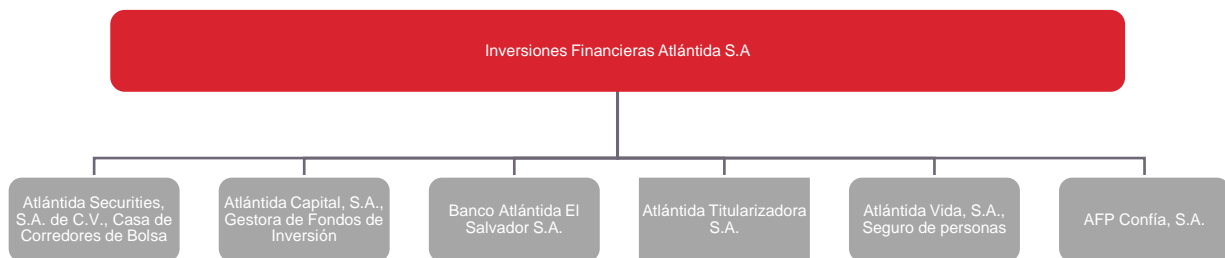 Inversiones Financieras Atlántida S.A
Atlántida Securities,
S.A. de C.V., Casa de
Corredores de Bolsa
Atlántida Capital, S.A.,
Gestora de Fondos de
Inversión
Banco Atlántida El
Salvador S.A.
Atlántida Titularizadora
S.A.
Atlántida Vida, S.A.,
Seguro de personas
AFP Confía, S.A.